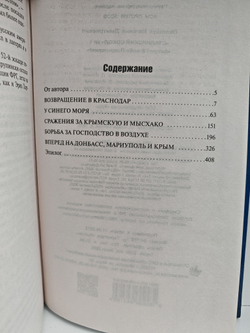 Содержание
От автора 5
ВОЗВРАЩЕНИЕ В КРАСНОДАР 7
У СИНЕГО МОРЯ 63
СРАЖЕНИЯ ЗА КРЫМСКУЮ И МЫСХАКО 151
БОРЬБА ЗА ГОСПОДСТВО В ВОЗДУХЕ 196
ВПЕРЕД НА ДОНБАСС, МАРИУПОЛЬ И КРЫМ 326
Эпилог 408